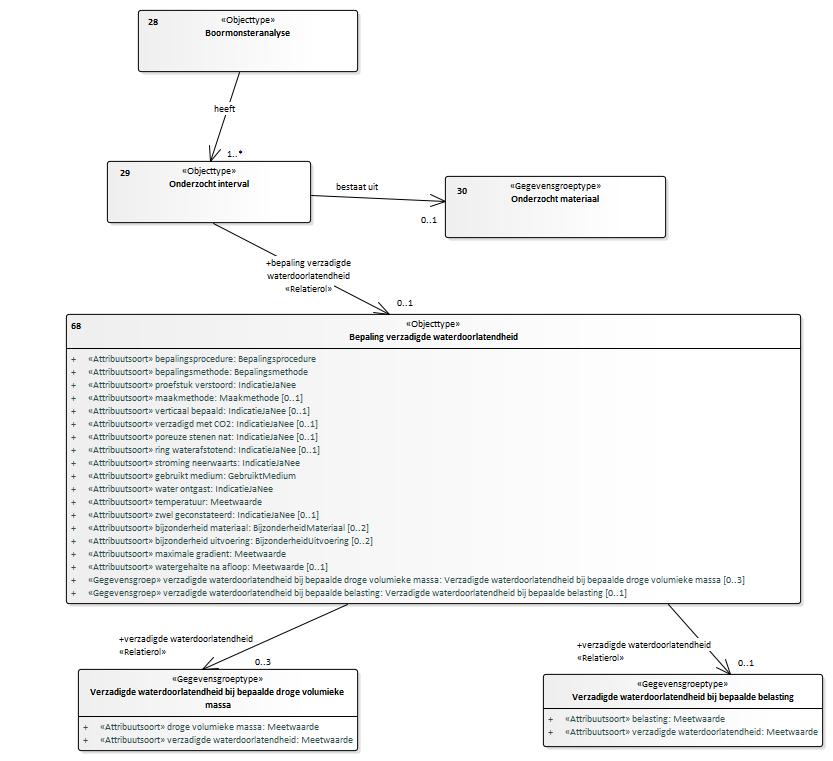 28
«Objecttype»
Boormonsteranalyse
heeft
1..*
29
«Objecttype»
Onderzocht interval
bestaat uit
0..1
30
«Gegevensgroeptype»
Onderzocht materiaal
+bepaling verzadigde
waterdoorlatendheid
«Relatierol»
0..1
68
«Objecttype»
Bepaling verzadigde waterdoorlatendheid
+ «Attribuutsoort» bepalingsprocedure: Bepalingsprocedure
+ «Attribuutsoort» bepalingsmethode: Bepalingsmethode
+ «Attribuutsoort» proefstuk verstoord: IndicatieJaNee
+ «Attribuutsoort» maakmethode: Maakmethode [0..1]
+ «Attribuutsoort» verticaal bepaald: IndicatieJaNee [0..1]
+ «Attribuutsoort» verzadigd met CO2: IndicatieJaNee [0..1]
+ «Attribuutsoort» poreuze stenen nat: IndicatieJaNee [0..1]
+ «Attribuutsoort» ring waterafstotend: IndicatieJaNee [0..1]
+ «Attribuutsoort» stroming neerwaarts: IndicatieJaNee
+ «Attribuutsoort» gebruikt medium: GebruiktMedium
+ «Attribuutsoort» water ontgast: IndicatieJaNee
+ «Attribuutsoort» temperatuur: Meetwaarde
+ «Attribuutsoort» zwel geconstateerd: IndicatieJaNee [0..1]
+ «Attribuutsoort» bijzonderheid materiaal: BijzonderheidMateriaal [0..2]
+ «Attribuutsoort» bijzonderheid uitvoering: BijzonderheidUitvoering [0..2]
+ «Attribuutsoort» maximale gradient: Meetwaarde
+ «Attribuutsoort» watergehalte na afloop: Meetwaarde [0..1]
+ «Gegevensgroep» verzadigde waterdoorlatendheid bij bepaalde droge volumieke massa: Verzadigde waterdoorlatendheid bij bepaalde droge volumieke massa [0..3]
+ «Gegevensgroep» verzadigde waterdoorlatendheid bij bepaalde belasting: Verzadigde waterdoorlatendheid bij bepaalde belasting [0..1]
+verzadigde waterdoorlatendheid
«Relatierol»
0..3
«Gegevensgroeptype»
Verzadigde waterdoorlatendheid bij bepaalde droge volumieke
massa
+ «Attribuutsoort» droge volumieke massa: Meetwaarde
+ «Attribuutsoort» verzadigde waterdoorlatendheid: Meetwaarde
+verzadigde waterdoorlatendheid
«Relatierol»
0..1
«Gegevensgroeptype»
Verzadigde waterdoorlatendheid bij bepaalde belasting
+ «Attribuutsoort» belasting: Meetwaarde
+ «Attribuutsoort» verzadigde waterdoorlatendheid: Meetwaarde